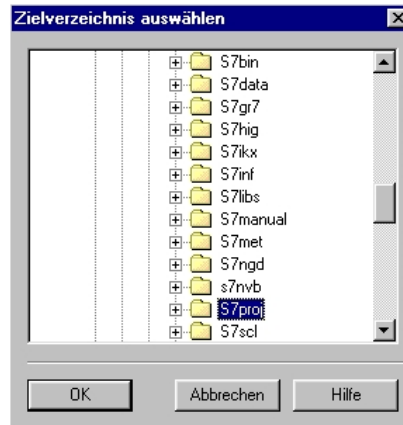 Zielverzeichnis auswählen
S7bin
S7data
S7gr7
S7hig
S7ikx
S7inf
S7libs
S7manual
S7met
S7ngd
s7nvb
S7proj
S7scl
OK Abbrechen Hilfe